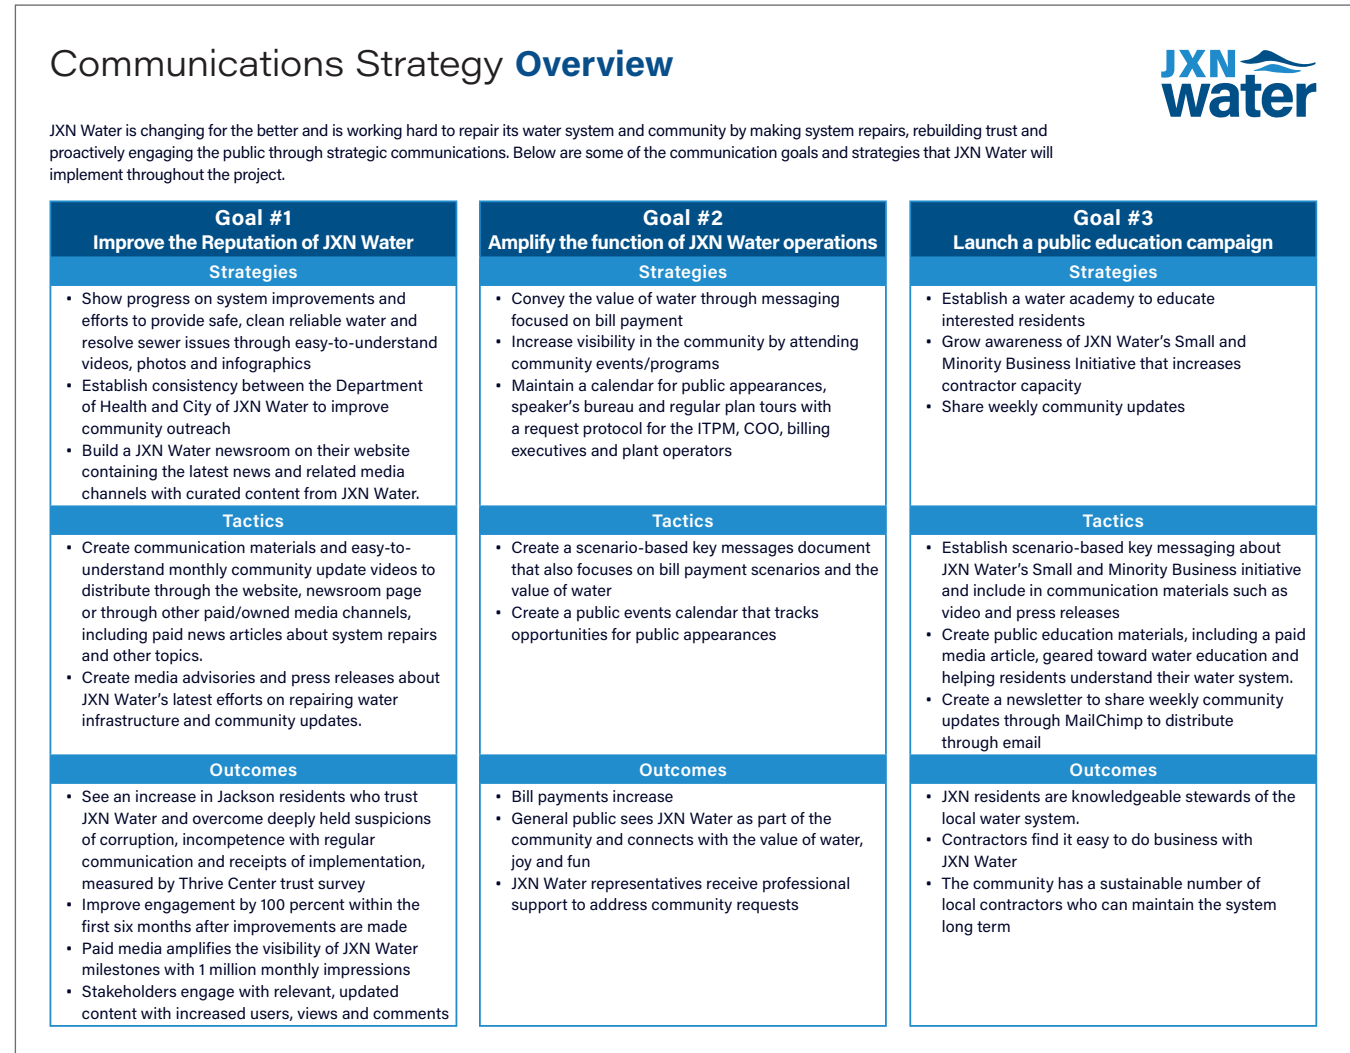 Communications Strategy Overview
JXN
water
JXN Water is changing for the better and is working hard to repair its water system and community by making system repairs, rebuilding trust and
proactively engaging the public through strategic communications. Below are some of the communication goals and strategies that JXN Water will
implement throughout the project.
Goal #1
Improve the Reputation of JXN Water
Strategies
• Show progress on system improvements and
efforts to provide safe, clean reliable water and
resolve sewer issues through easy-to-understand
videos, photos and infographics
• Establish consistency between the Department
of Health and City of JXN Water to improve
community outreach
• Build a JXN Water newsroom on their website
containing the latest news and related media
channels with curated content from JXN Water.
Tactics
• Create communication materials and easy-to-
understand monthly community update videos to
distribute through the website, newsroom page
or through other paid/owned media channels,
including paid news articles about system repairs
and other topics.
• Create media advisories and press releases about
JXN Water's latest efforts on repairing water
infrastructure and community updates.
Outcomes
• See an increase in Jackson residents who trust
JXN Water and overcome deeply held suspicions
of corruption, incompetence with regular
communication and receipts of implementation,
measured by Thrive Center trust survey
• Improve engagement by 100 percent within the
first six months after improvements are made
• Paid media amplifies the visibility of JXN Water
milestones with 1 million monthly impressions
• Stakeholders engage with relevant, updated
content with increased users, views and comments
Goal #2
Amplify the function of JXN Water operations
Strategies
• Convey the value of water through messaging
focused on bill payment
• Increase visibility in the community by attending
community events/programs
• Maintain a calendar for public appearances,
speaker's bureau and regular plan tours with
a request protocol for the ITPM, COO, billing
executives and plant operators
Tactics
• Create a scenario-based key messages document
that also focuses on bill payment scenarios and the
value of water
• Create a public events calendar that tracks
opportunities for public appearances
Outcomes
• Bill payments increase
• General public sees JXN Water as part of the
community and connects with the value of water,
joy and fun
• JXN Water representatives receive professional
support to address community requests
Goal #3
Launch a public education campaign
Strategies
• Establish a water academy to educate
interested residents
• Grow awareness of JXN Water's Small and
Minority Business Initiative that increases
contractor capacity
• Share weekly community updates
Tactics
• Establish scenario-based key messaging about
JXN Water's Small and Minority Business initiative
and include in communication materials such as
video and press releases
• Create public education materials, including a paid
media article, geared toward water education and
helping residents understand their water system.
• Create a newsletter to share weekly community
updates through MailChimp to distribute
through email
Outcomes
• JXN residents are knowledgeable stewards of the
local water system.
• Contractors find it easy to do business with
JXN Water
• The community has a sustainable number of
local contractors who can maintain the system
long term